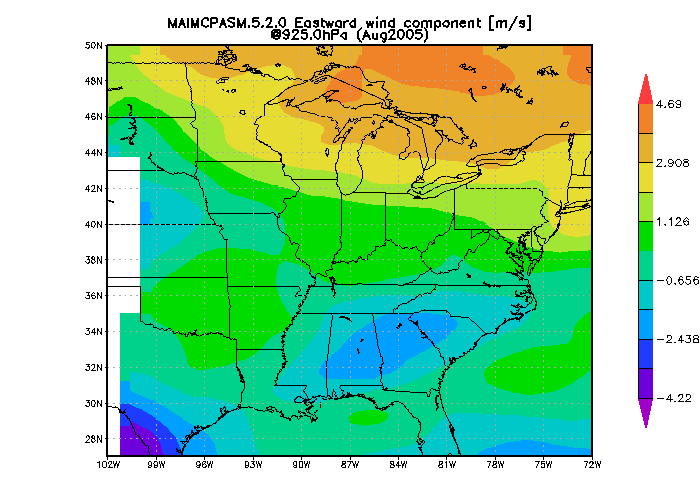 MAIMCPASM.5.2.0 Eastward wind component [m/s]
@925.0hPa (Aug2005)
50N
48N
46N
44N
42N
40N
38N
36N
34N
32N
30N
28N
102W 99W 96W 93W 90W 87W 84W 81W 78W 75W 72W
4.69
2.908
1.126
-0.656
-2.438
-4.22